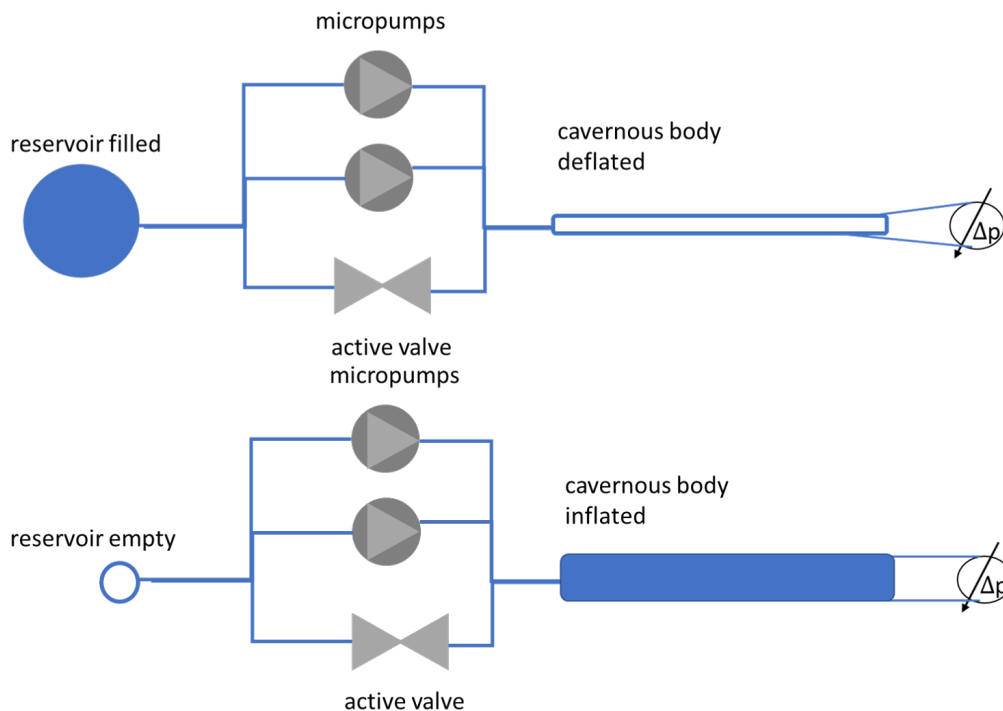 micropumps
reservoir filled
cavernous body
deflated
Δp
active valve
micropumps
cavernous body
inflated
reservoir empty
Δp
active valve